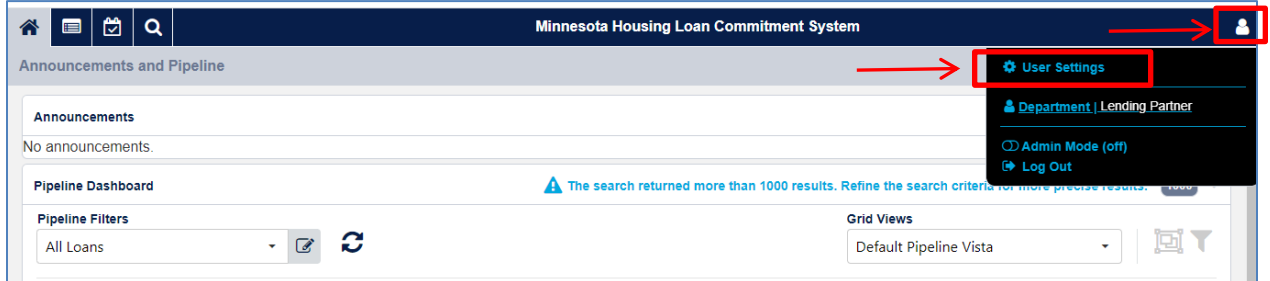 Minnesota Housing Loan Commitment System
Announcements and Pipeline
User Settings
Department | Lending Partner
Admin Mode (off)
Log Out
Announcements
No announcements.
Pipeline Dashboard
The search returned more than 1000 results. Refine the search criteria for more precise results.
Pipeline Filters
All Loans
Grid Views
Default Pipeline Vista